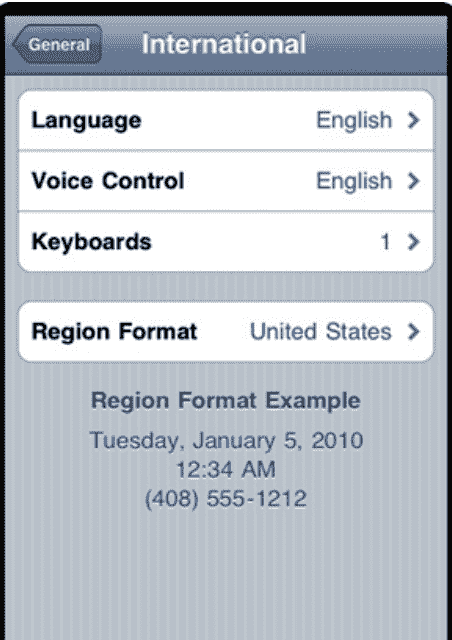 General International
Language English
Voice Control English
Keyboards 1
Region Format United States
Region Format Example
Tuesday, January 5, 2010
12:34 AM
(408) 555-1212